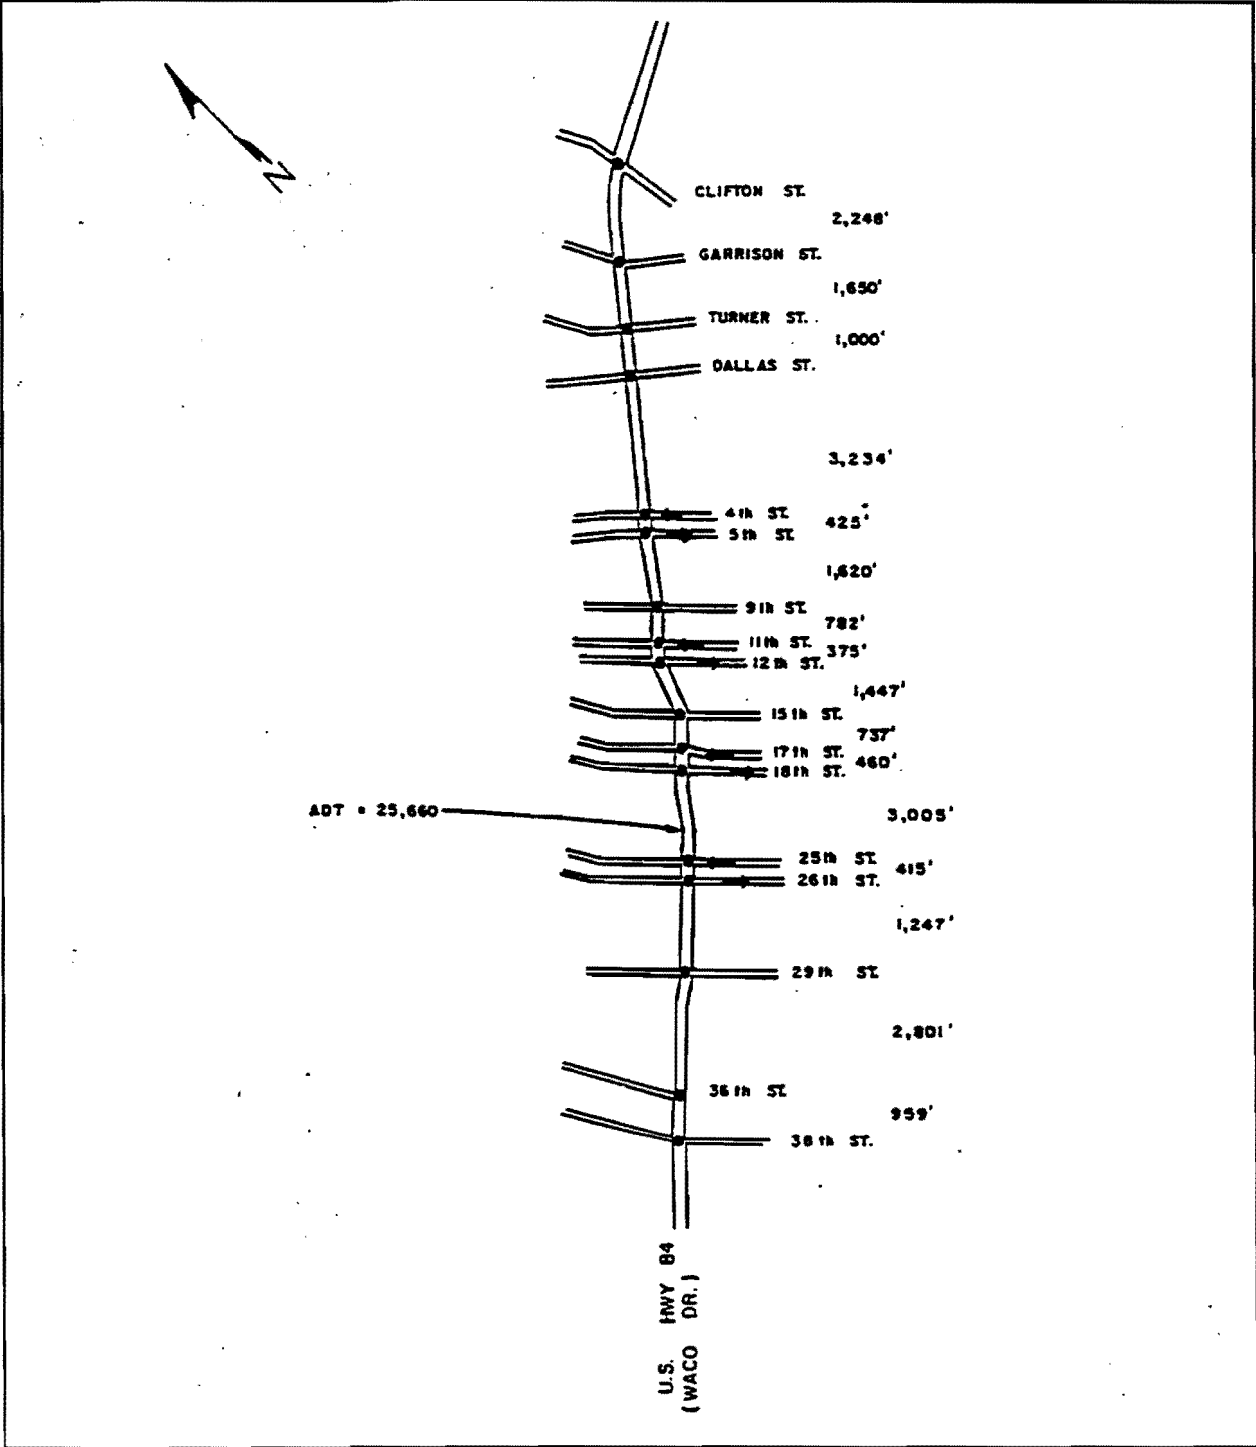 N
CLIFTON ST.
2,248'
GARRISON ST.
1,650'
TURNER ST.
1,000'
DALLAS ST.
3,234'
4th ST.
425'
5th ST.
1,620'
9th ST.
782'
11th ST.
375'
12th ST.
1,447'
15th ST.
737'
17th ST.
460'
18th ST.
ADT = 25,660
3,005'
25th ST.
415'
26th ST.
1,247'
29th ST.
2,801'
36th ST.
959'
38th ST.
U.S. HWY 84
(WACO DR.)